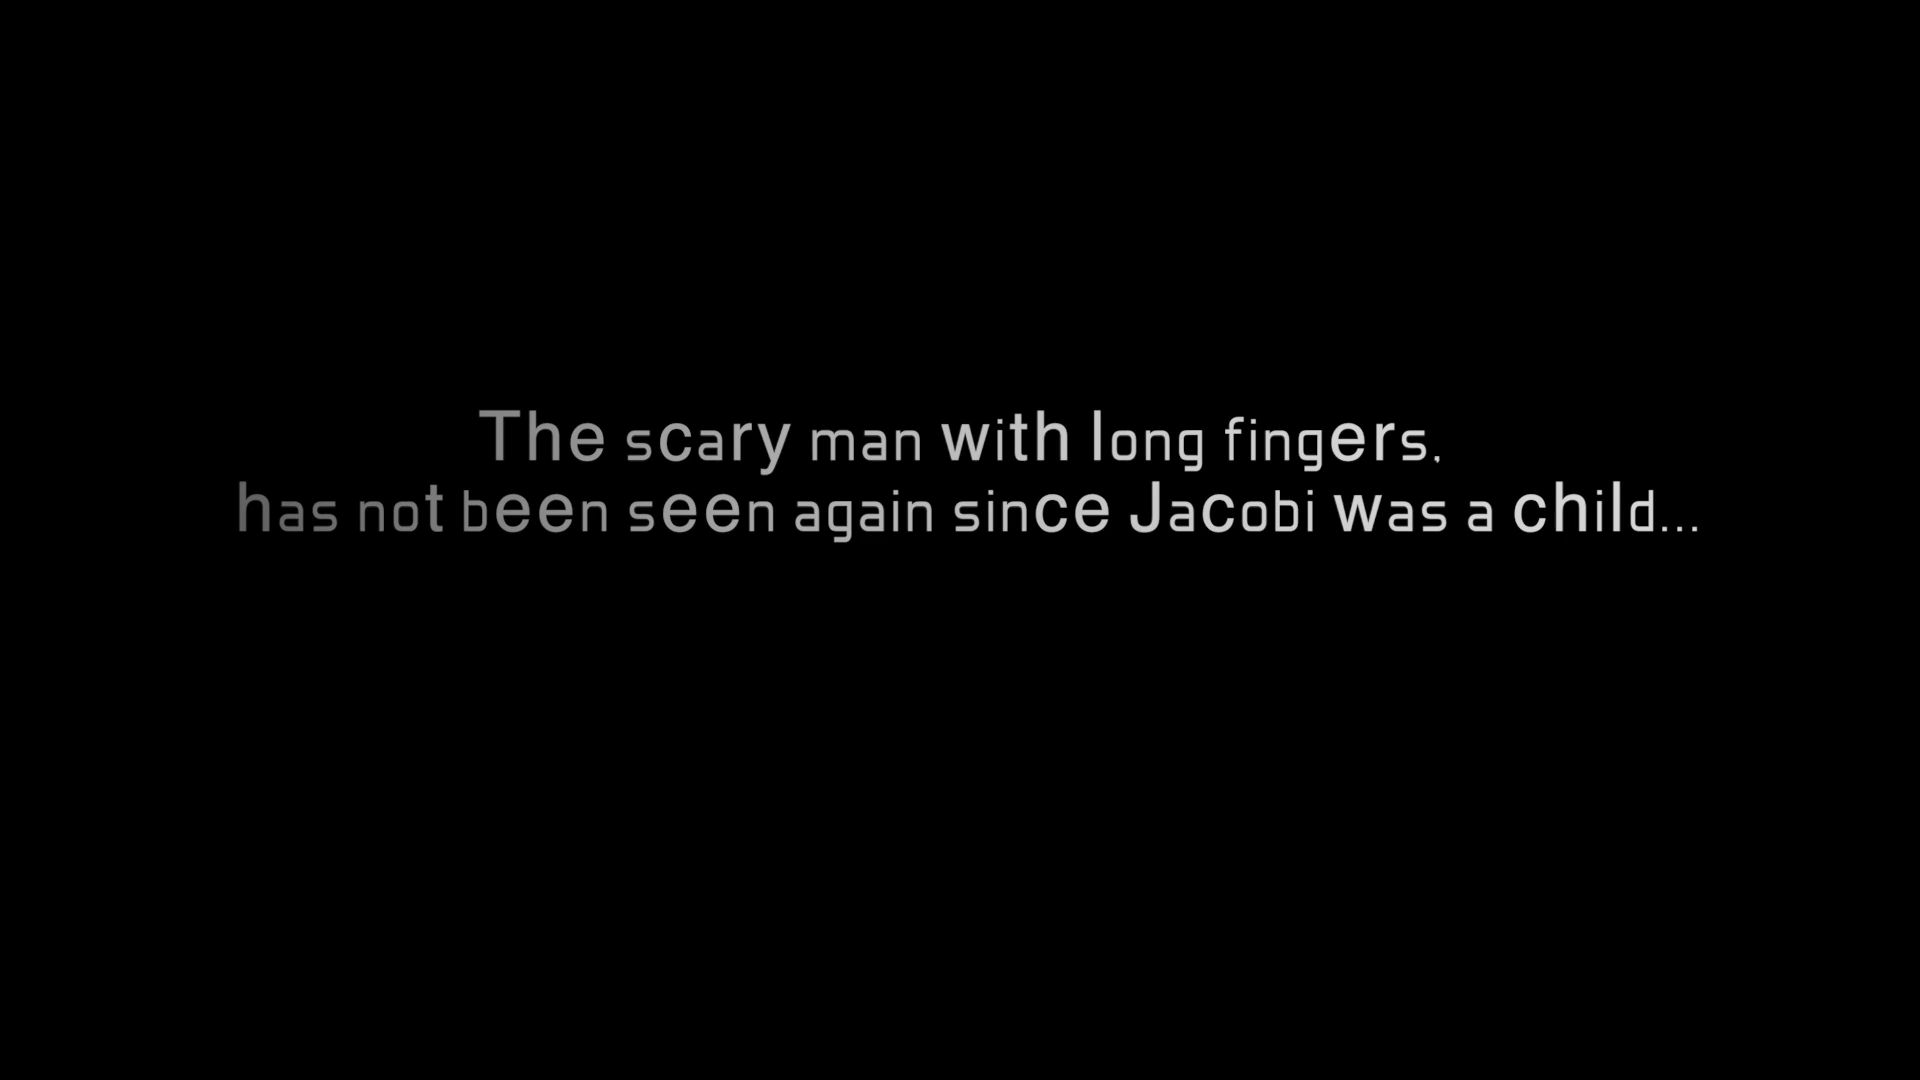 The scary man with long fingers,
has not been seen again since Jacobi was a child...